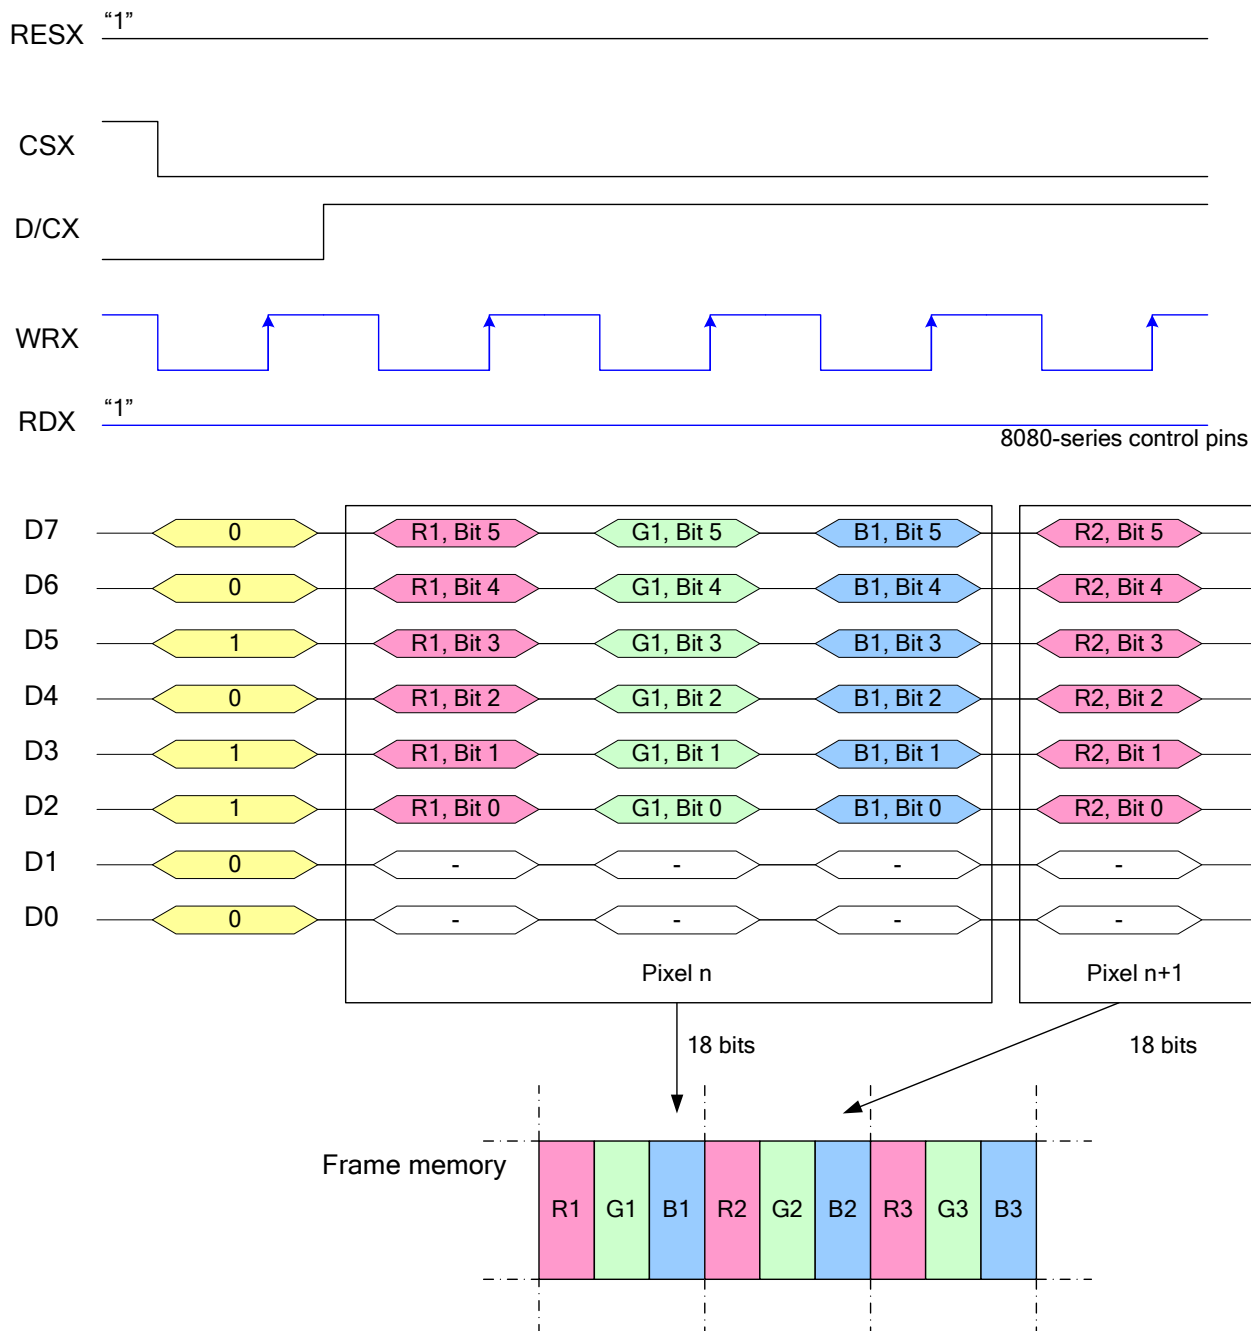 RESX “1”
CSX
D/CX
WRX
RDX “1”
8080-series control pins
D7 0 R1, Bit 5 G1, Bit 5 B1, Bit 5 R2, Bit 5
D6 0 R1, Bit 4 G1, Bit 4 B1, Bit 4 R2, Bit 4
D5 1 R1, Bit 3 G1, Bit 3 B1, Bit 3 R2, Bit 3
D4 0 R1, Bit 2 G1, Bit 2 B1, Bit 2 R2, Bit 2
D3 1 R1, Bit 1 G1, Bit 1 B1, Bit 1 R2, Bit 1
D2 1 R1, Bit 0 G1, Bit 0 B1, Bit 0 R2, Bit 0
D1 0 - - - -
D0 0 - - - -
Pixel n Pixel n+1
18 bits 18 bits
Frame memory
R1 G1 B1 R2 G2 B2 R3 G3 B3